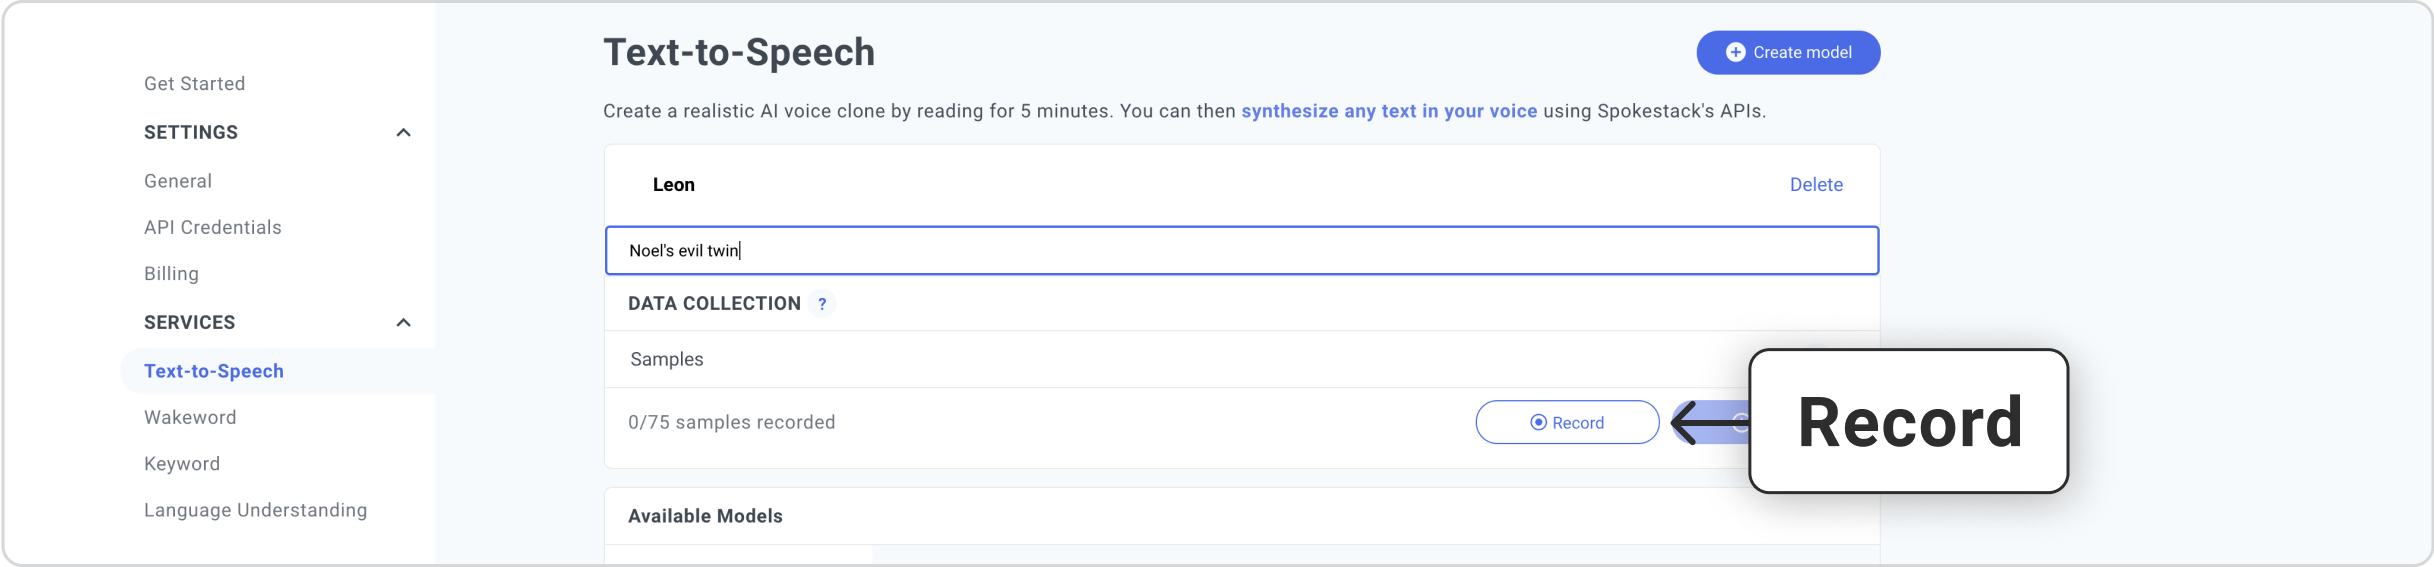 Get Started
SETTINGS
General
API Credentials
Billing
SERVICES
Text-to-Speech
Wakeword
Keyword
Language Understanding
Text-to-Speech
Create model
Create a realistic AI voice clone by reading for 5 minutes. You can then synthesize any text in your voice using Spokestack's APIs.
Leon
Delete
Noel's evil twin
DATA COLLECTION ?
Samples
0/75 samples recorded
Record
Record
Available Models